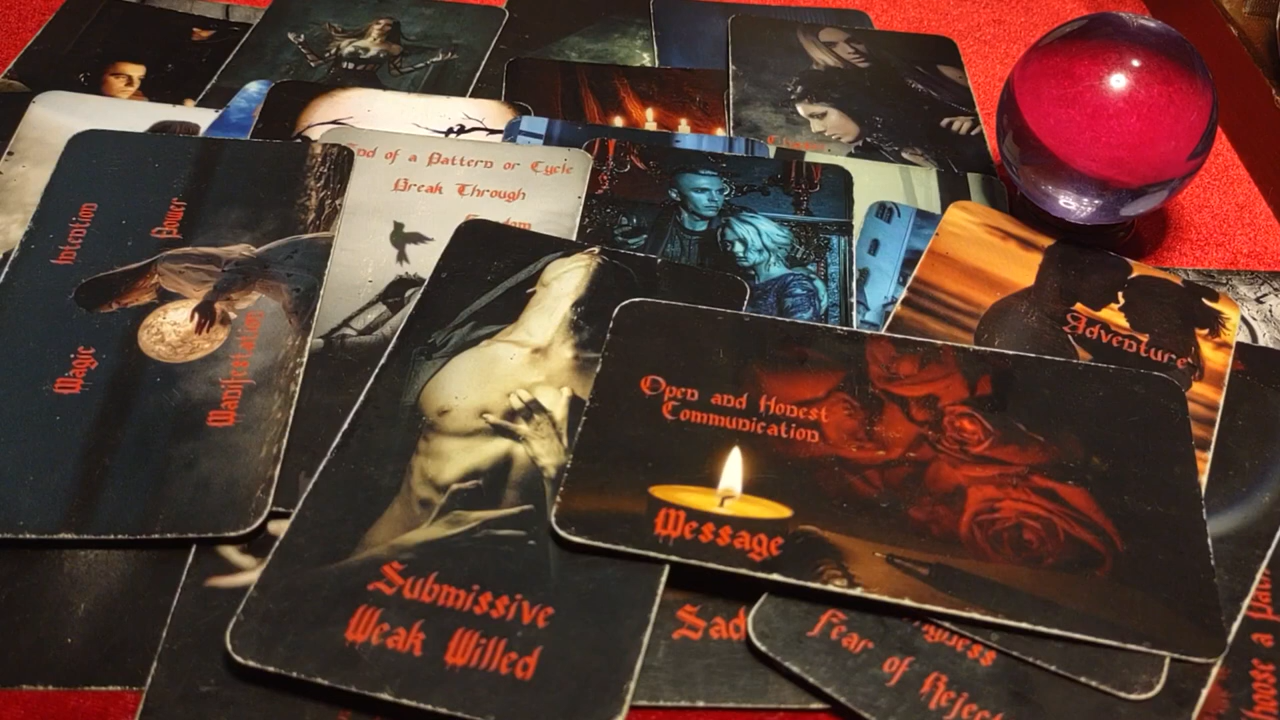 End of a Pattern or Cycle
Break Through
Intention
Power
Magic
Manifestation
Adventure
Open and Honest
Communication
Message
Submissive
Weak Willed
Sad
Fear of